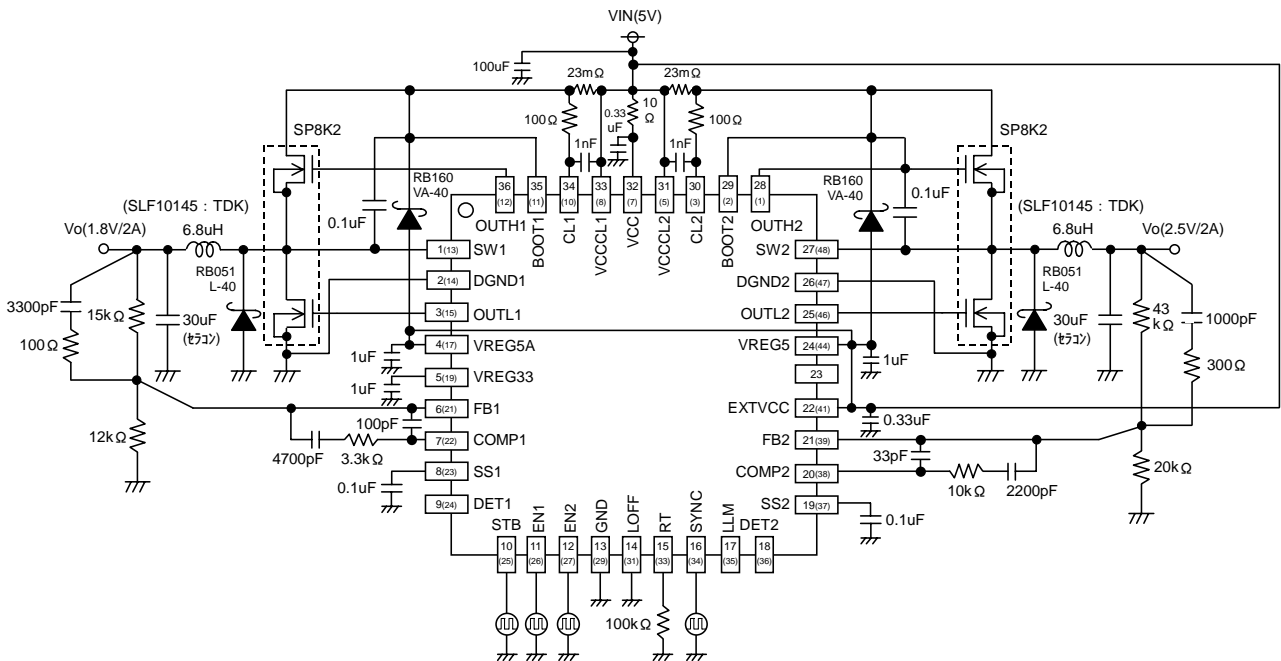 VIN(5V)
100uF
23mΩ
23mΩ
100Ω
0.33
uF
10
Ω
100Ω
1nF
1nF
SP8K2
SP8K2
RB160
VA-40
RB160
VA-40
0.1uF
0.1uF
36
(12)
35
(11)
34
(10)
33
(8)
32
(7)
31
(5)
30
(3)
29
(2)
28
(1)
OUTH1
BOOT1
CL1
VCCCL1
VCC
VCCCL2
CL2
BOOT2
OUTH2
(SLF10145 : TDK)
(SLF10145 : TDK)
Vo(1.8V/2A)
6.8uH
6.8uH
Vo(2.5V/2A)
1(13) SW1
SW2 27(48)
2(14) DGND1
DGND2 26(47)
3(15) OUTL1
OUTL2 25(46)
4(17) VREG5A
VREG5 24(44)
5(19) VREG33
23
6(21) FB1
EXTVCC 22(41)
7(22) COMP1
FB2 21(39)
8(23) SS1
COMP2 20(38)
9(24) DET1
SS2 19(37)
RB051
L-40
RB051
L-40
3300pF
15kΩ
30uF
(ｾﾗｺﾝ)
100Ω
12kΩ
1uF
1uF
100pF
4700pF
3.3kΩ
0.1uF
30uF
(ｾﾗｺﾝ)
43
kΩ
1000pF
300Ω
1uF
0.33uF
33pF
10kΩ
2200pF
20kΩ
0.1uF
STB
EN1
EN2
GND
LOFF
RT
SYNC
LLM
DET2
10
(25)
11
(26)
12
(27)
13
(29)
14
(31)
15
(33)
16
(34)
17
(35)
18
(36)
100kΩ